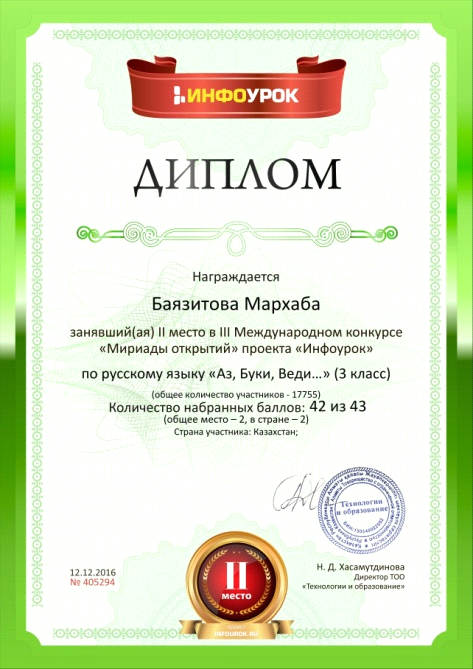 ИНФОУРОК
ДИПЛОМ
Награждается
Баязитова Мархаба
занявший(ая) II место в III Международном конкурсе
«Мириады открытий» проекта «Инфоурок»
по русскому языку «Аз, Буки, Веди...» (3 класс)
(общее количество участников - 17755)
Количество набранных баллов: 42 из 43
(общее место – 2, в стране – 2)
Страна участника: Казахстан;
Технологии
и образование
12.12.2016
№ 405294
II
место
INFOUROK.RU
Н. Д. Хасамутдинова
Директор ТОО
«Технологии и образование»